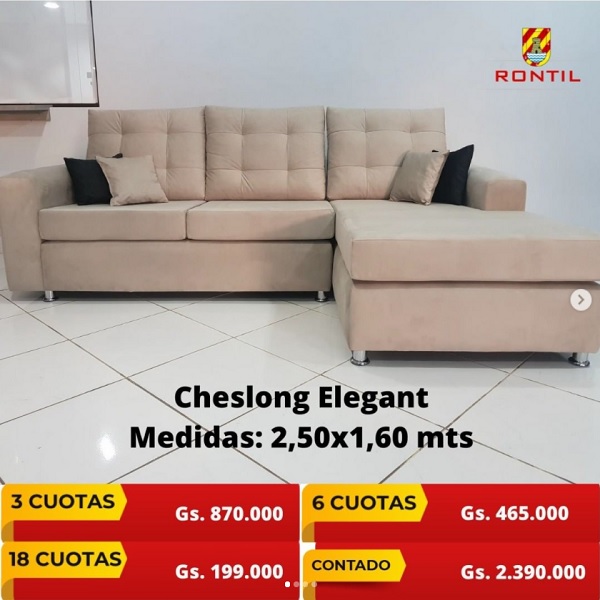 RONTIL
Cheslong Elegant
Medidas: 2,50x1,60 mts
3 CUOTAS
Gs. 870.000
6 CUOTAS
Gs. 465.000
18 CUOTAS
Gs. 199.000
CONTADO
Gs. 2.390.000